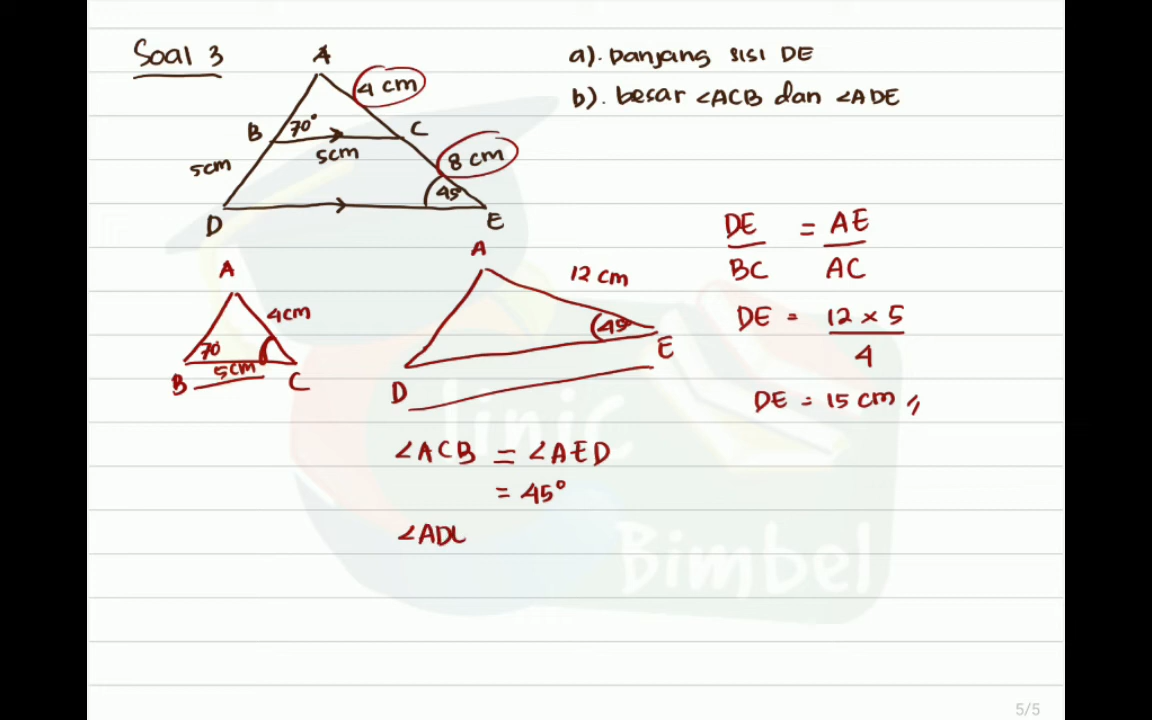 Soal 3
a). Panjang sisi DE
b). besar ∠ACB dan ∠ADE
A
4 cm
B
70°
C
5cm
5cm
8 cm
45
D
E
A
4cm
70
B
5cm
C
A
12 cm
45
E
D
DE = AE
BC AC
DE = 12 × 5
4
DE = 15 cm //
∠ACB = ∠AED
= 45°
∠ADC
linic
Bimbel
5/5